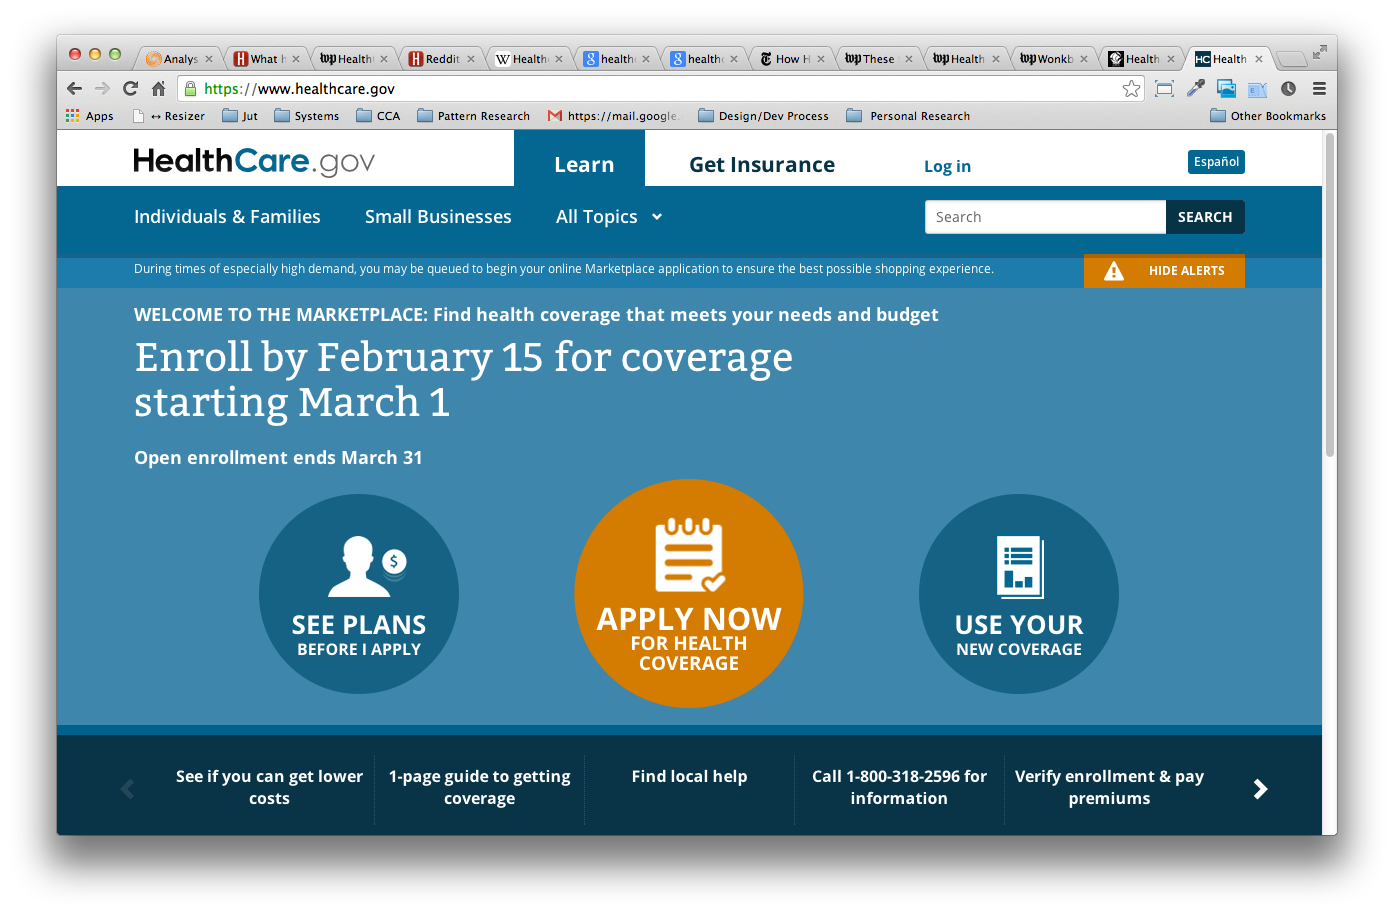 Analys
What h
Health
Reddit
Health
health
health
How H
These
Health
Wonkb
Health
Health
https://www.healthcare.gov
Apps
↔ Resizer
Jut
Systems
CCA
Pattern Research
https://mail.google.
Design/Dev Process
Personal Research
Other Bookmarks
HealthCare.gov
Learn
Get Insurance
Log in
Español
Individuals & Families
Small Businesses
All Topics
Search
SEARCH
During times of especially high demand, you may be queued to begin your online Marketplace application to ensure the best possible shopping experience.
HIDE ALERTS
WELCOME TO THE MARKETPLACE: Find health coverage that meets your needs and budget
Enroll by February 15 for coverage
starting March 1
Open enrollment ends March 31
SEE PLANS
BEFORE I APPLY
APPLY NOW
FOR HEALTH
COVERAGE
USE YOUR
NEW COVERAGE
See if you can get lower
costs
1-page guide to getting
coverage
Find local help
Call 1-800-318-2596 for
information
Verify enrollment & pay
premiums